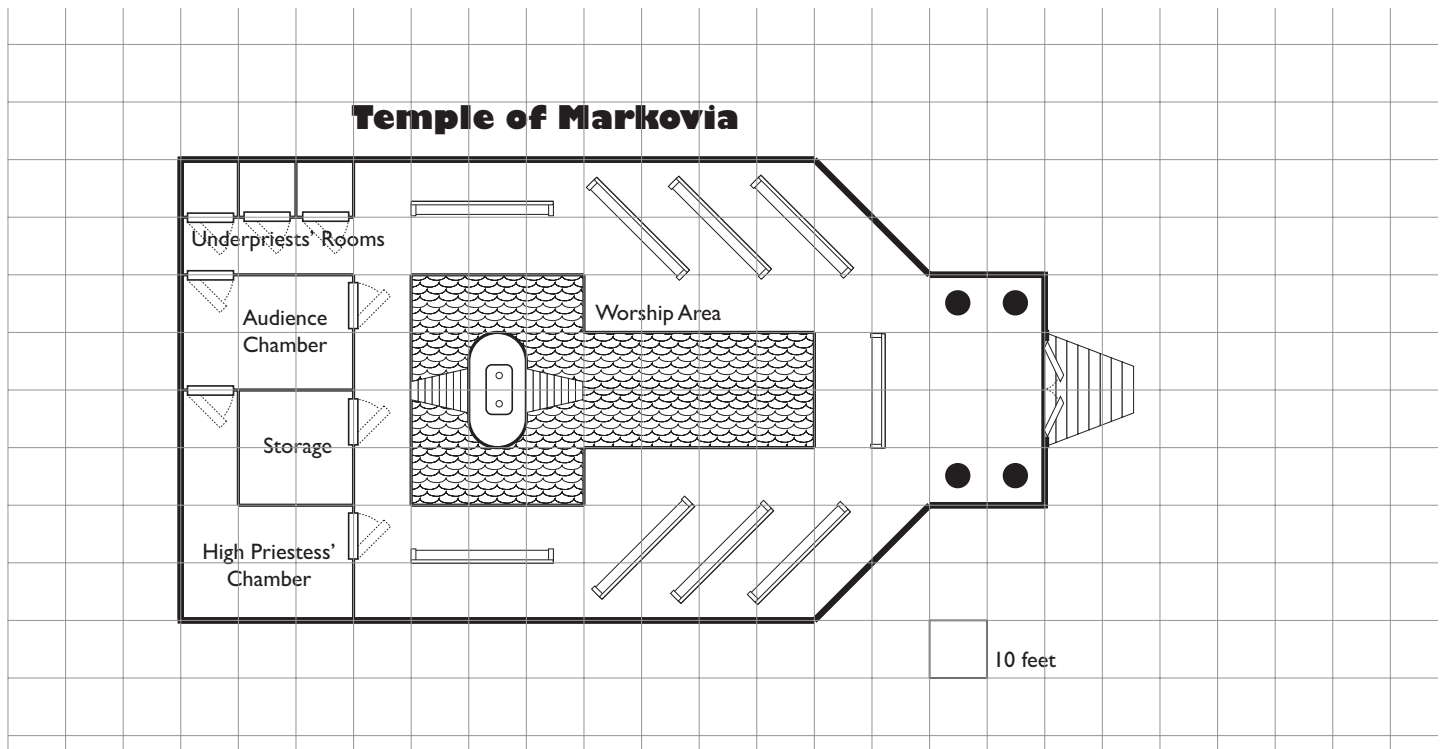 Temple of Markovia
Underpriests’ Rooms
Audience
Chamber
Worship Area
Storage
High Priestess’
Chamber
10 feet